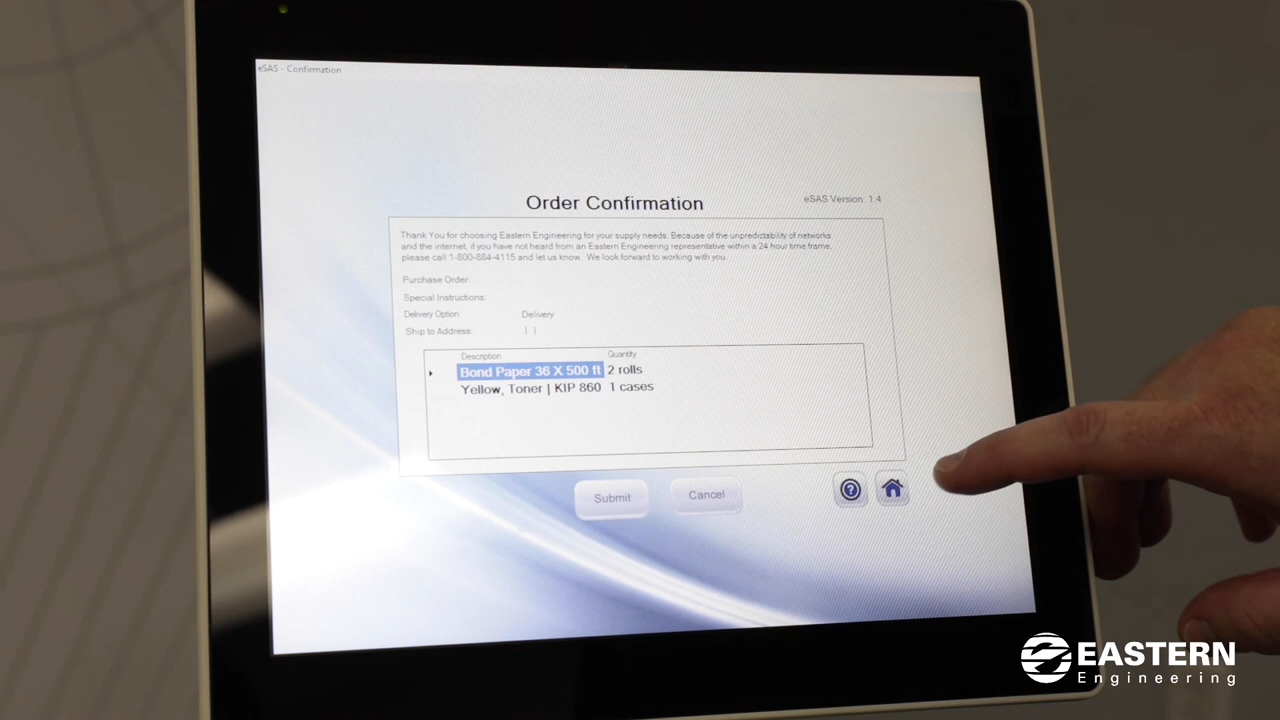 eSAS - Confirmation
Order Confirmation
eSAS Version: 1.4
Thank You for choosing Eastern Engineering for your supply needs. Because of the unpredictability of networks
and the internet, if you have not heard from an Eastern Engineering representative within a 24 hour time frame,
please call 1-800-884-4115 and let us know. We look forward to working with you.
Purchase Order:
Special Instructions:
Delivery Option: Delivery
Ship to Address: | |
Description Quantity
Bond Paper 36 X 500 ft 2 rolls
Yellow, Toner | KIP 860 1 cases
Submit Cancel
?
EASTERN
Engineering